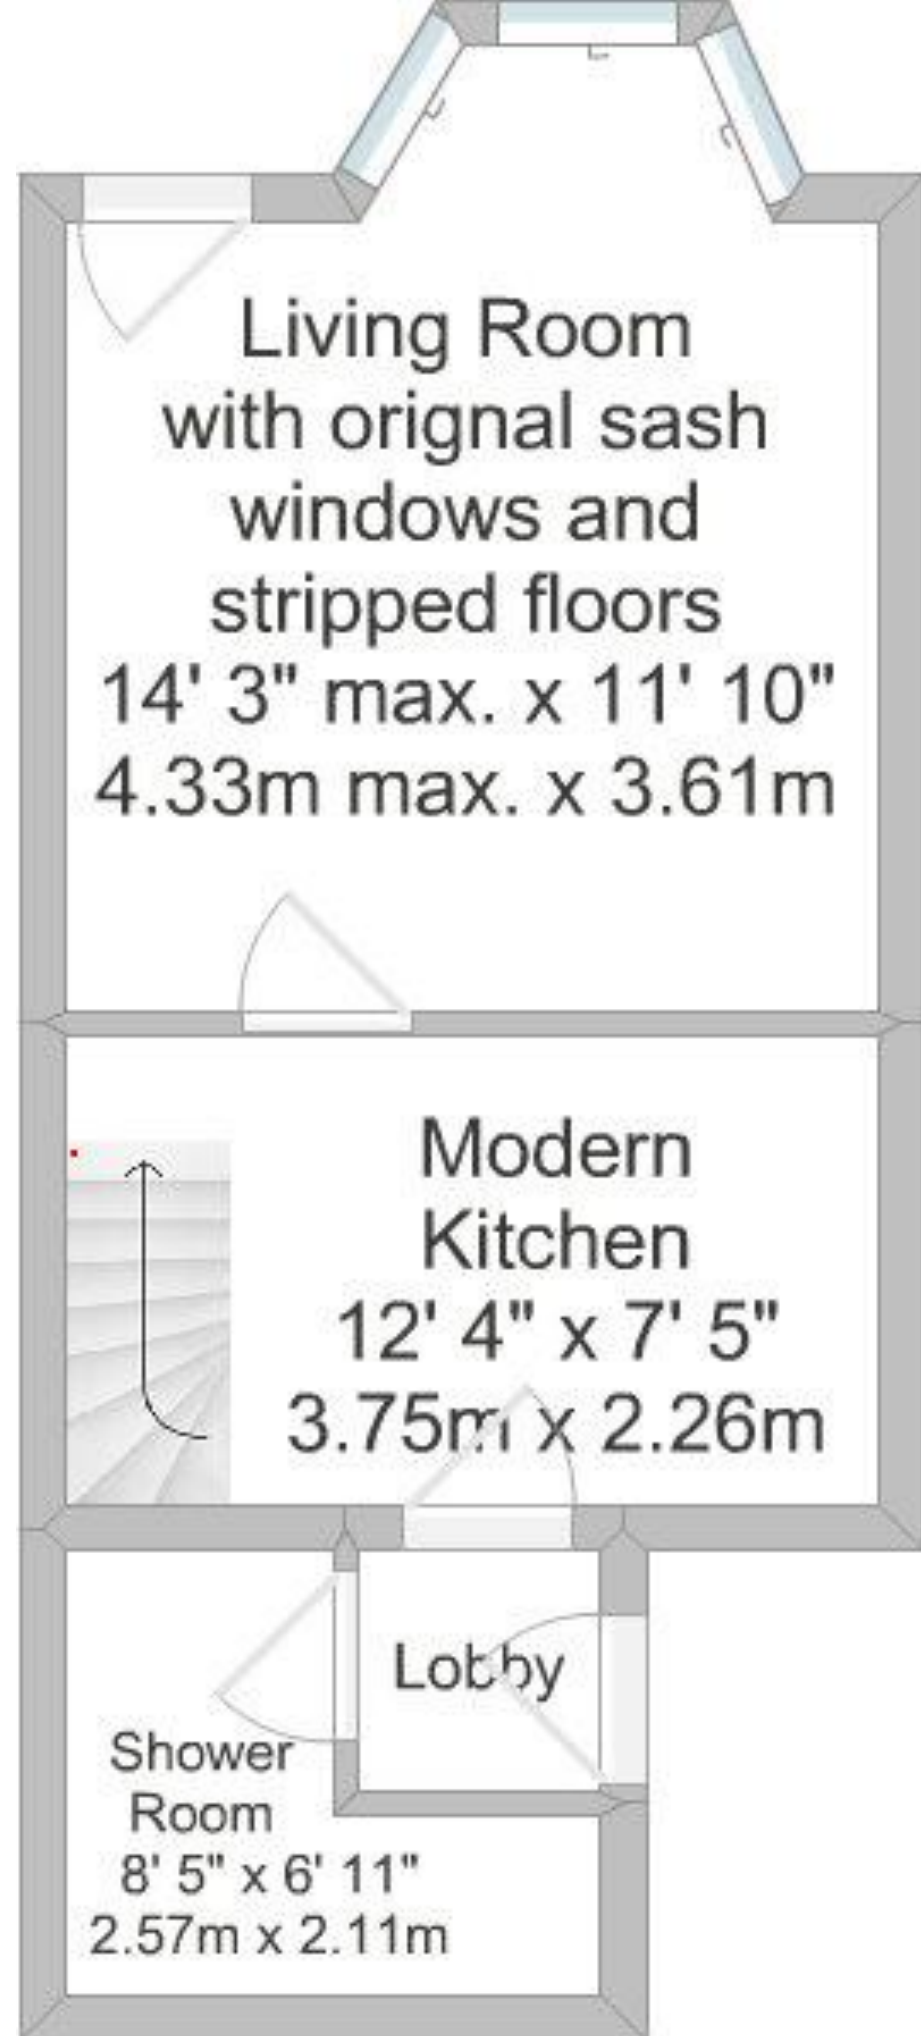 Living Room
with orignal sash
windows and
stripped floors
14' 3" max. x 11' 10"
4.33m max. x 3.61m
Modern
Kitchen
12' 4" x 7' 5"
3.75m x 2.26m
Lobby
Shower
Room
8' 5" x 6' 11"
2.57m x 2.11m